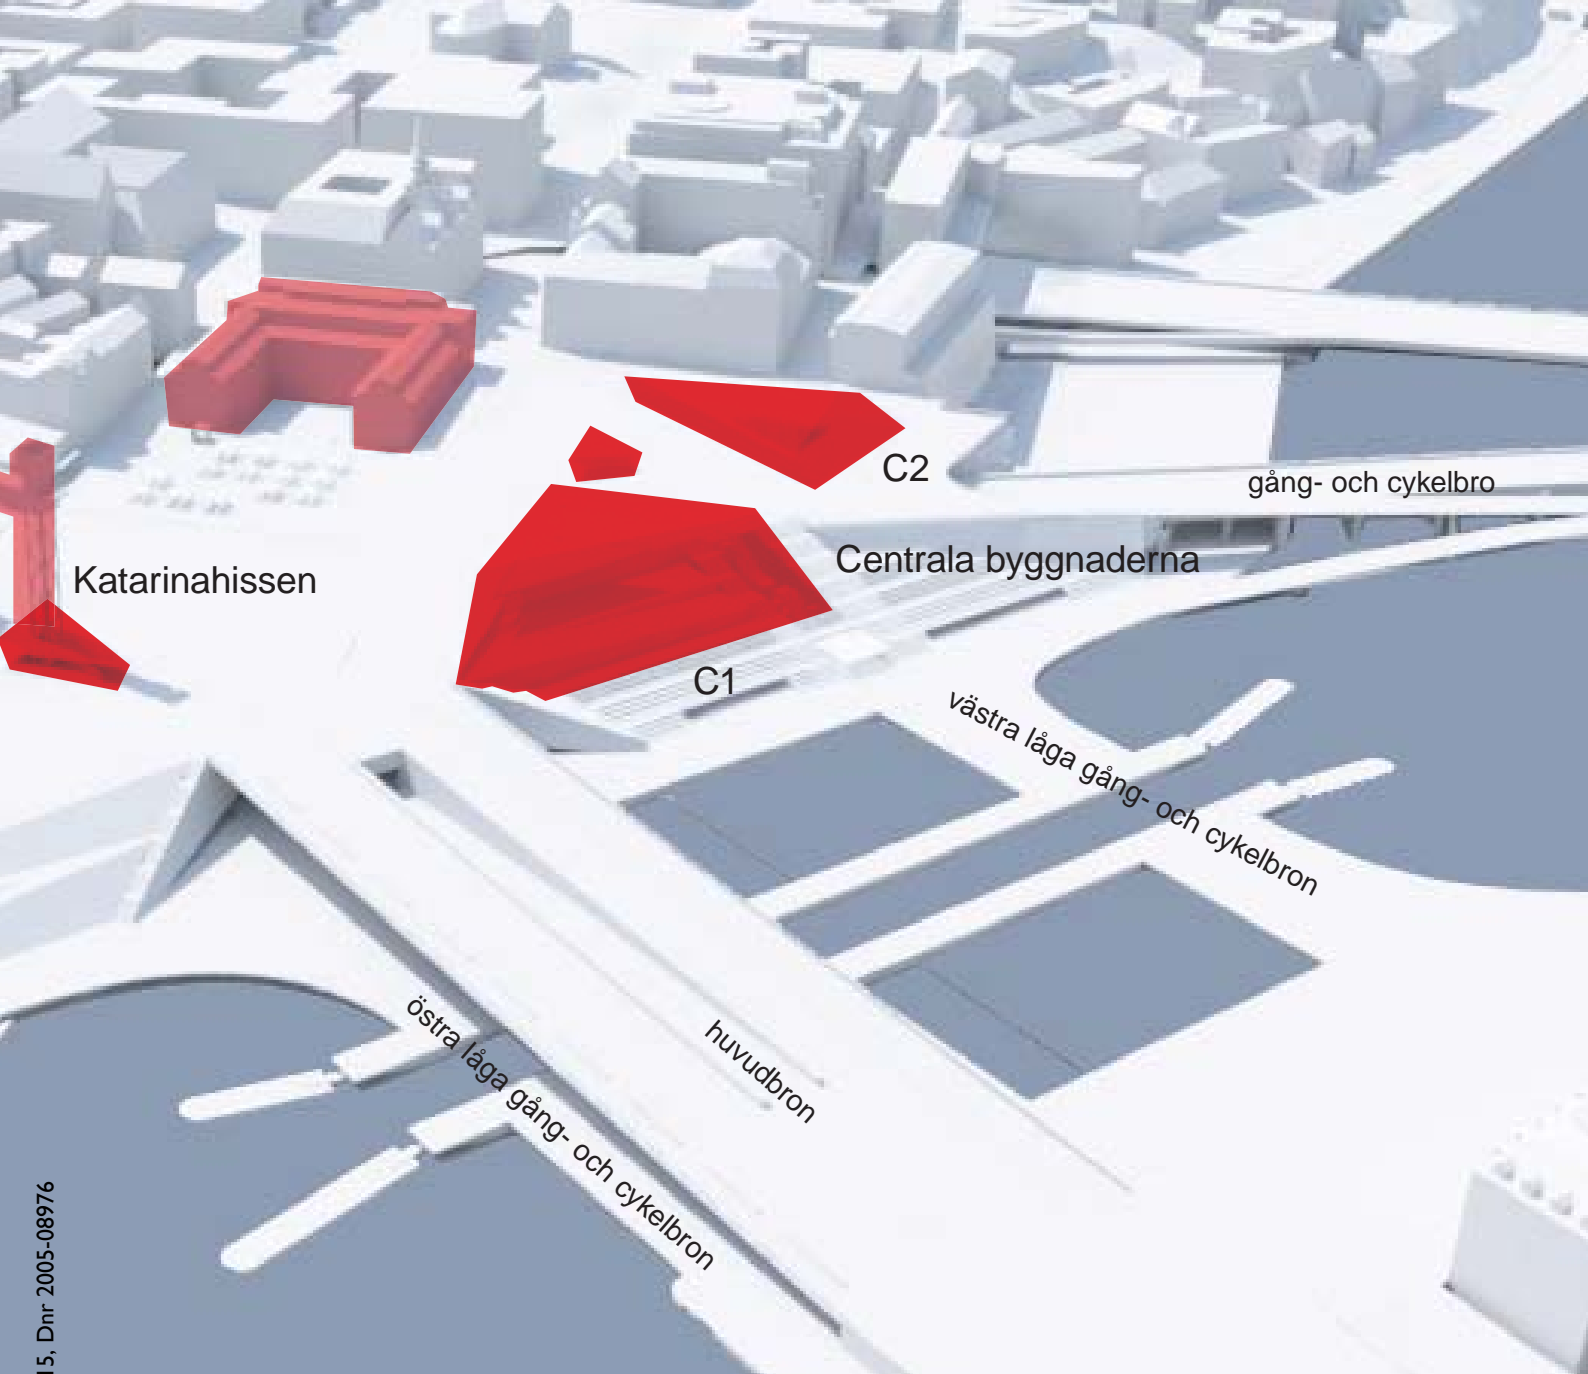 C2
gång- och cykelbro
Centrala byggnaderna
Katarinahissen
C1
västra låga gång- och cykelbron
östra låga gång- och cykelbron
huvudbron
15, Dnr 2005-08976